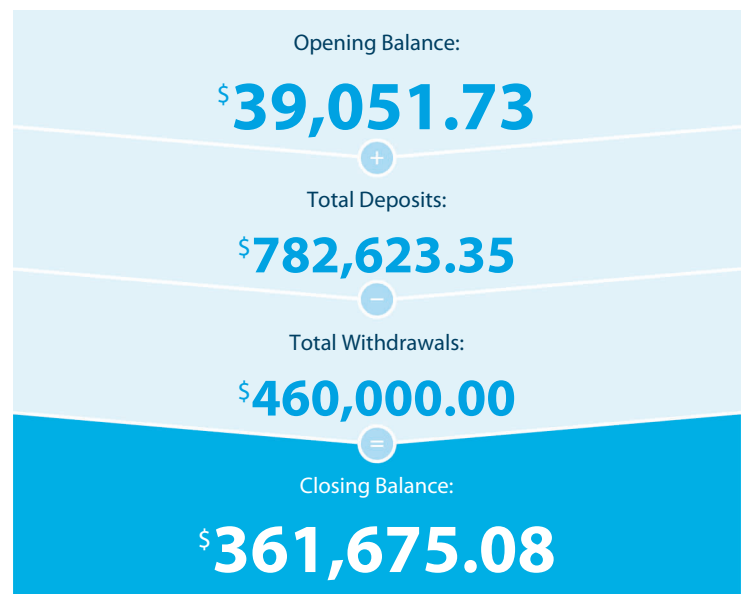 Opening Balance:
$39,051.73
+
Total Deposits:
$782,623.35
−
Total Withdrawals:
$460,000.00
=
Closing Balance:
$361,675.08